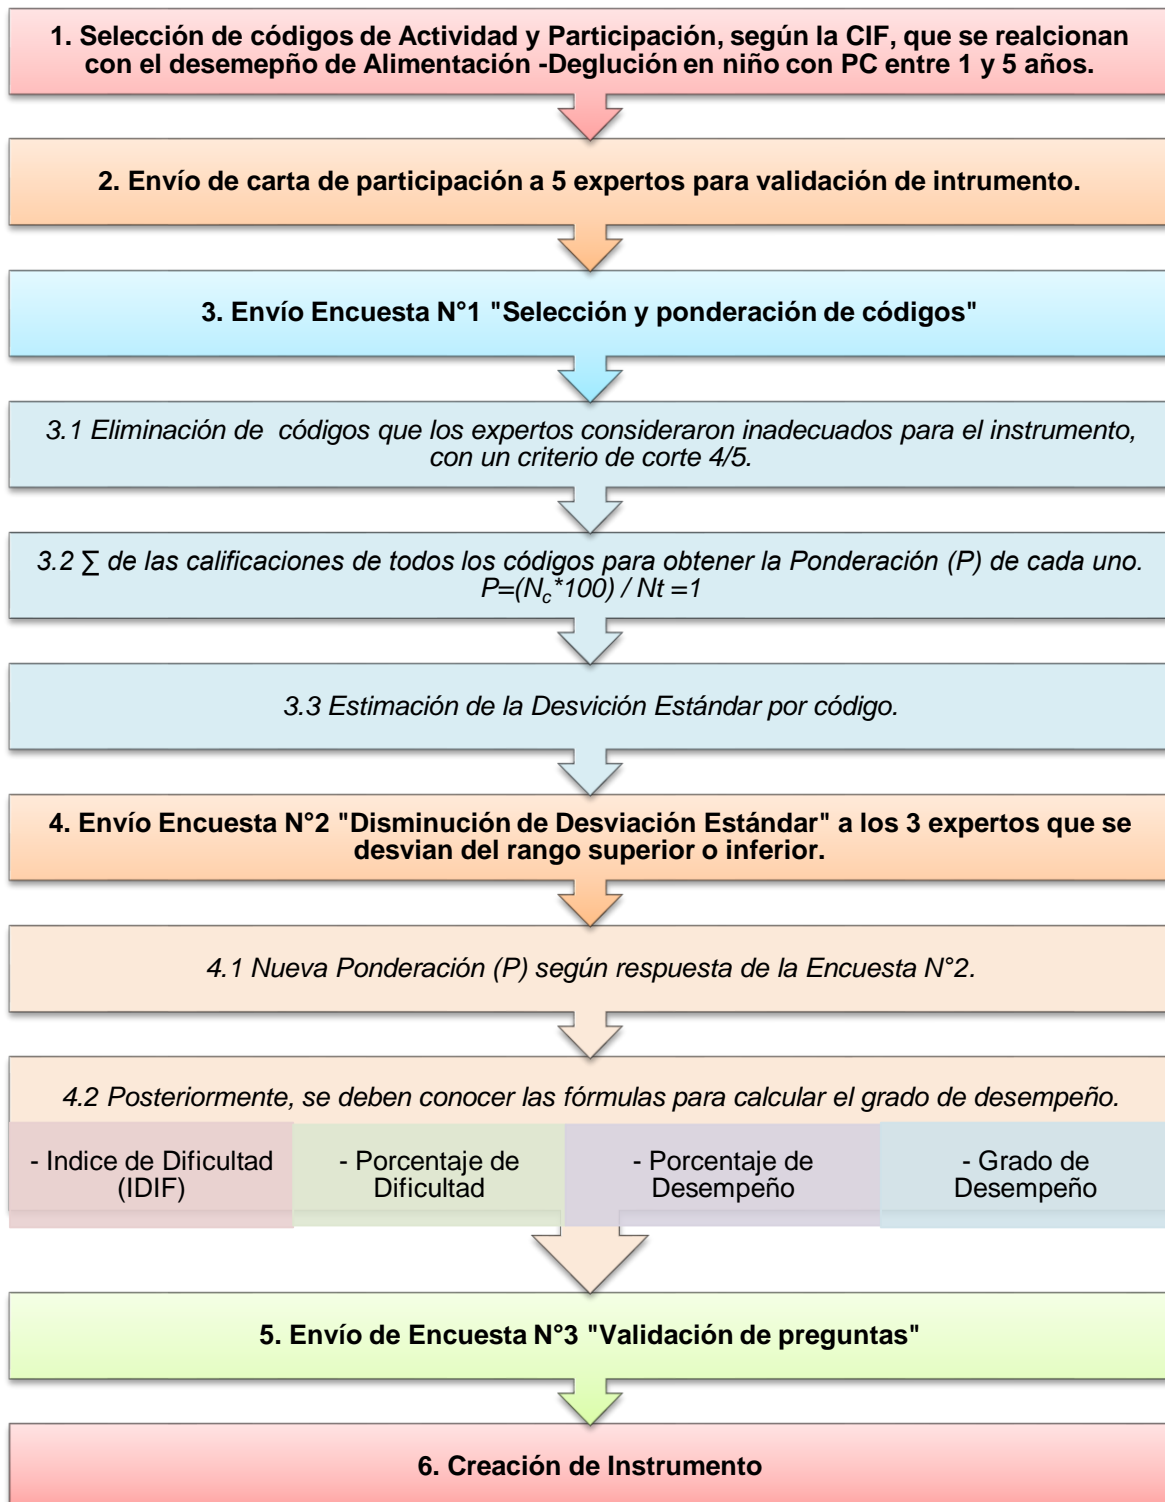 1. Selección de códigos de Actividad y Participación, según la CIF, que se realcionan
con el desemepño de Alimentación -Deglución en niño con PC entre 1 y 5 años.
2. Envío de carta de participación a 5 expertos para validación de intrumento.
3. Envío Encuesta N°1 "Selección y ponderación de códigos"
3.1 Eliminación de  códigos que los expertos consideraron inadecuados para el instrumento,
con un criterio de corte 4/5.
3.2 ∑ de las calificaciones de todos los códigos para obtener la Ponderación (P) de cada uno.
P=(Nc*100) / Nt =1
3.3 Estimación de la Desvición Estándar por código.
4. Envío Encuesta N°2 "Disminución de Desviación Estándar" a los 3 expertos que se
desvian del rango superior o inferior.
4.1 Nueva Ponderación (P) según respuesta de la Encuesta N°2.
4.2 Posteriormente, se deben conocer las fórmulas para calcular el grado de desempeño.
- Indice de Dificultad
(IDIF)
- Porcentaje de
Dificultad
- Porcentaje de
Desempeño
- Grado de
Desempeño
5. Envío de Encuesta N°3 "Validación de preguntas"
6. Creación de Instrumento